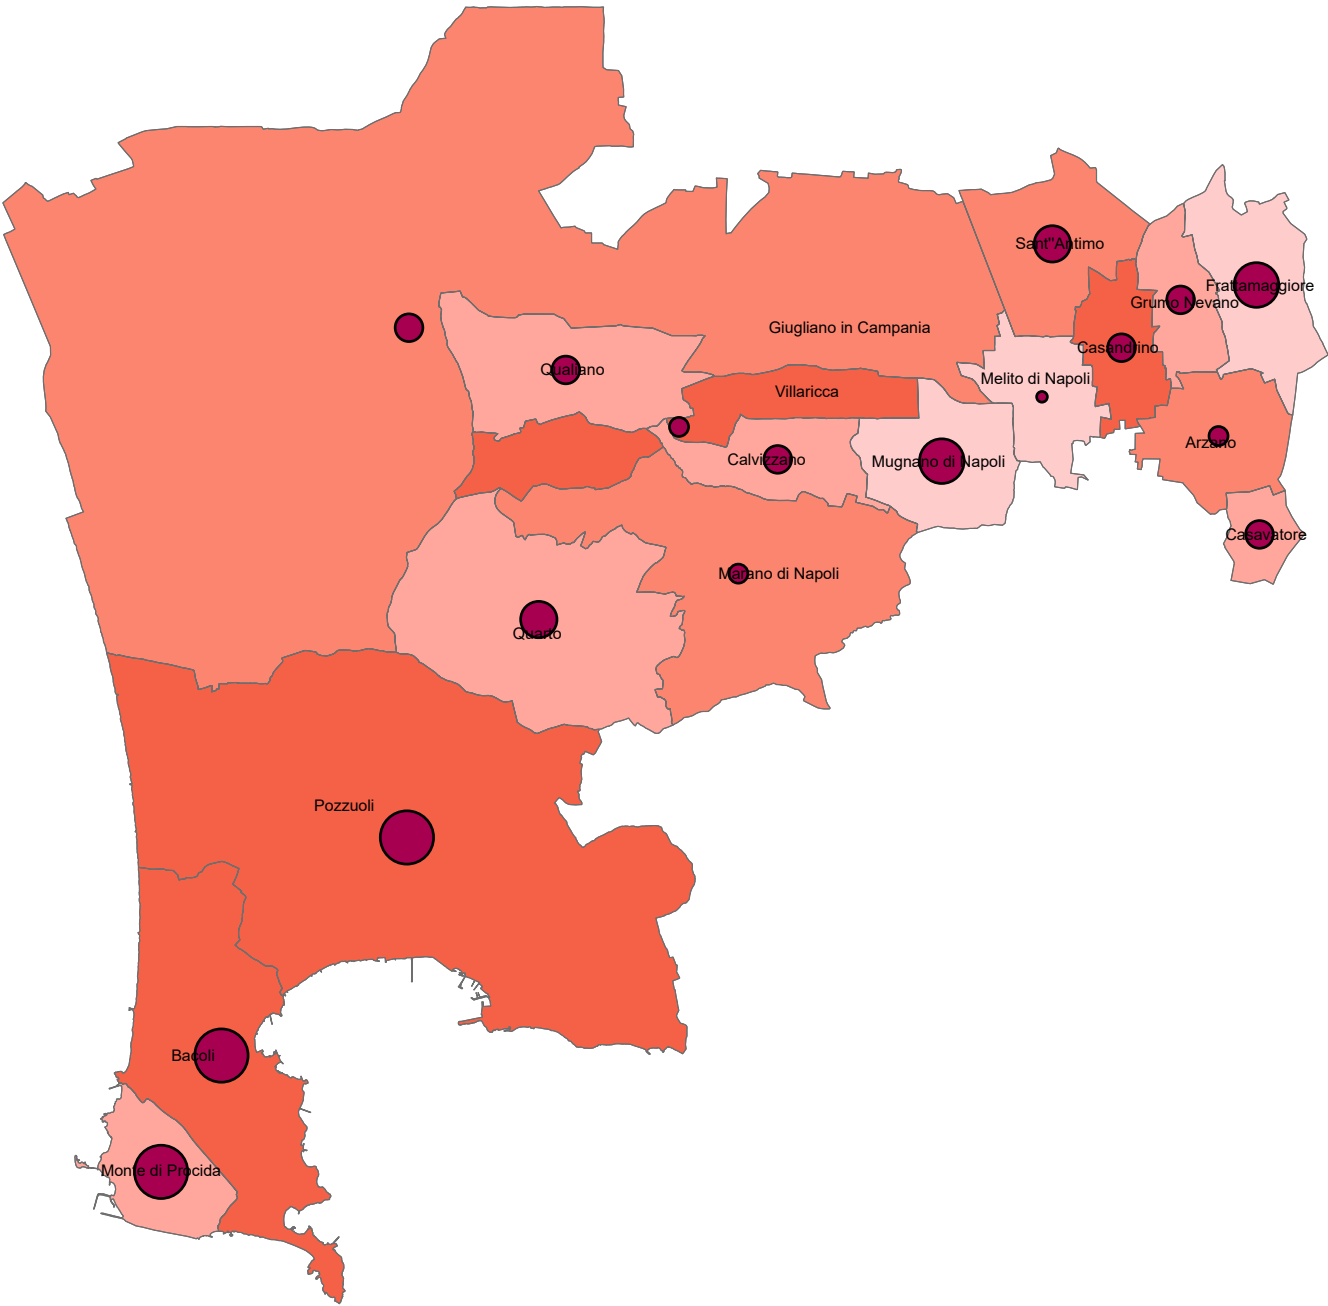 Sant"Antimo
Frattamaggiore
Grumo Nevano
Giugliano in Campania
Casandrino
Qualiano
Melito di Napoli
Villaricca
Arzano
Calvizzano
Mugnano di Napoli
Casavatore
Marano di Napoli
Quarto
Pozzuoli
Bacoli
Monte di Procida